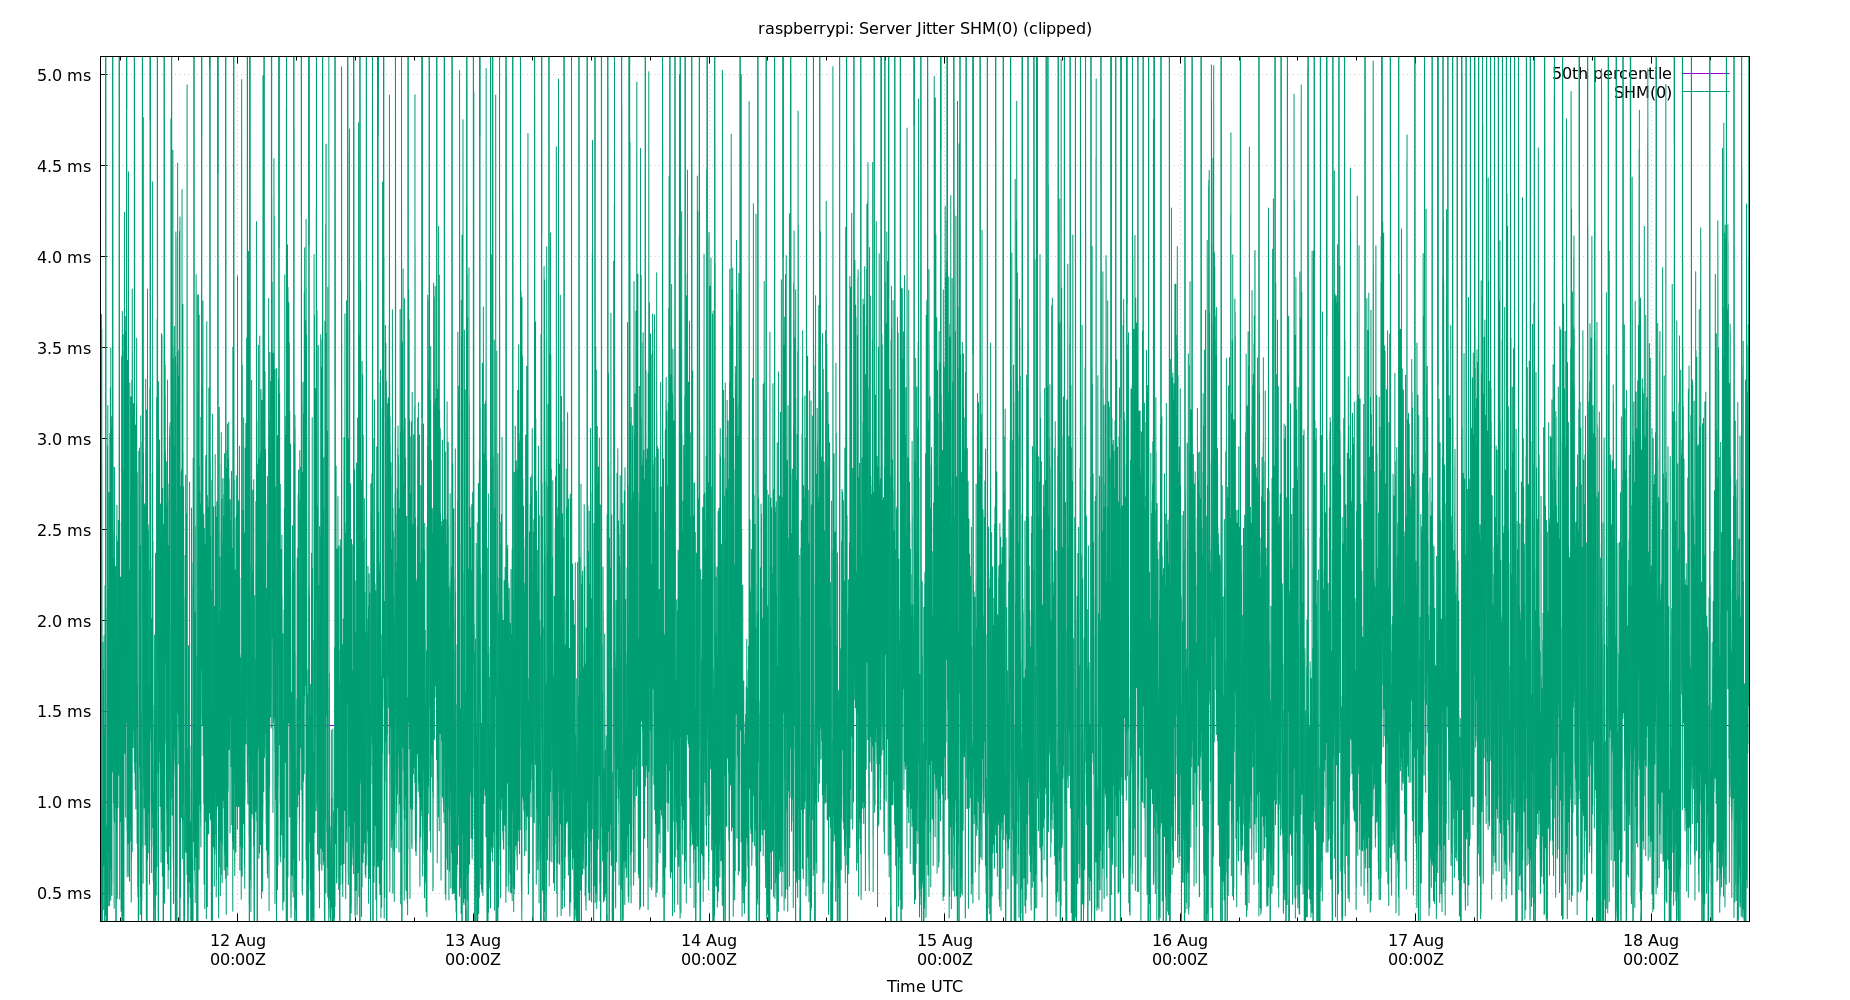 raspberrypi: Server Jitter SHM(0) (clipped)
5.0 ms
50th percentile
SHM(0)
4.5 ms
4.0 ms
3.5 ms
3.0 ms
2.5 ms
2.0 ms
1.5 ms
1.0 ms
0.5 ms
12 Aug 13 Aug 14 Aug 15 Aug 16 Aug 17 Aug 18 Aug
00:00Z 00:00Z 00:00Z 00:00Z 00:00Z 00:00Z 00:00Z
Time UTC